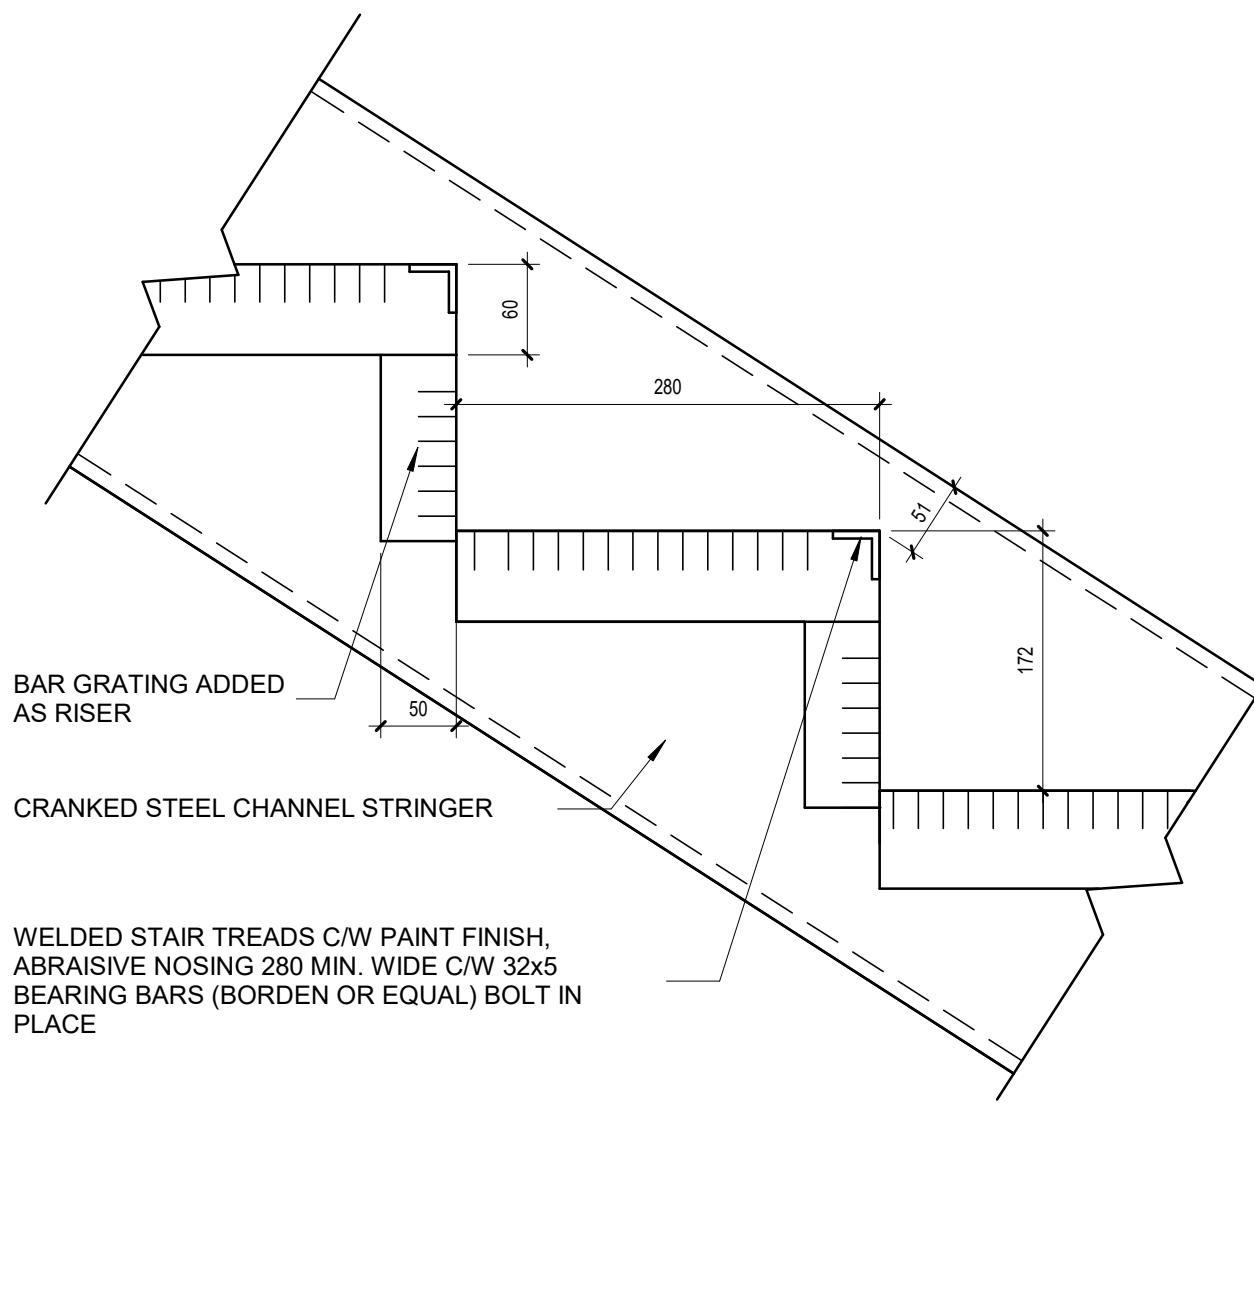 60
280
51
172
BAR GRATING ADDED
AS RISER
50
CRANKED STEEL CHANNEL STRINGER
WELDED STAIR TREADS C/W PAINT FINISH,
ABRAISIVE NOSING 280 MIN. WIDE C/W 32x5
BEARING BARS (BORDEN OR EQUAL) BOLT IN
PLACE